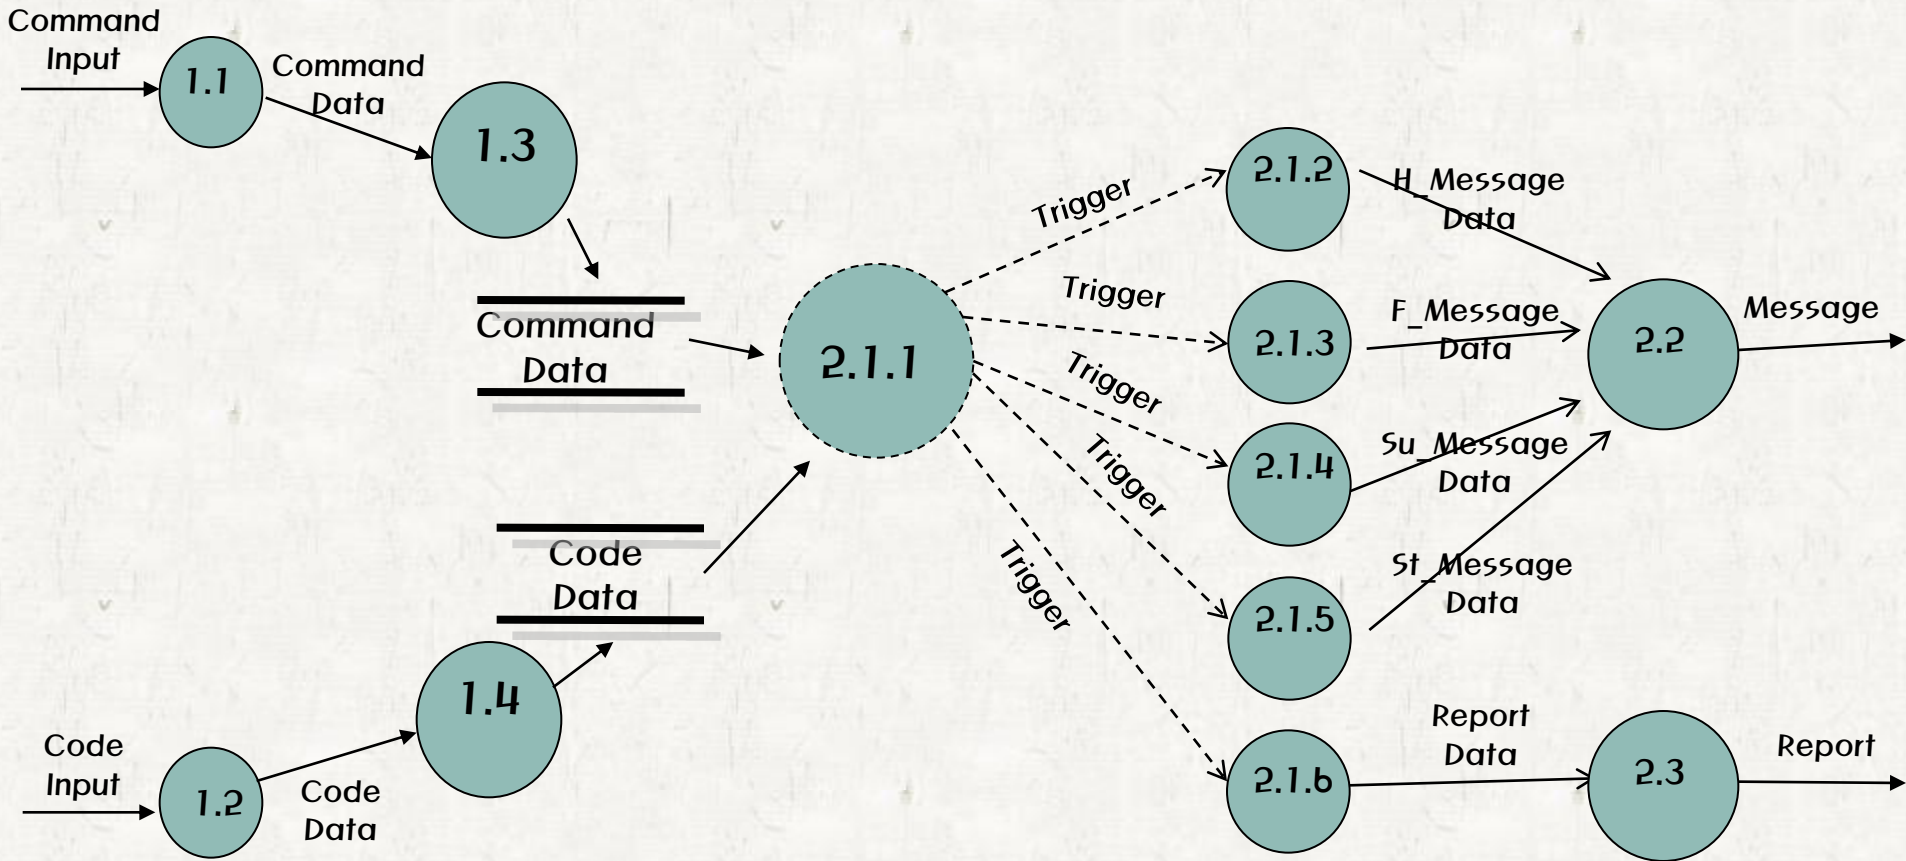 Command
Input
1.1
Command
Data
1.3
Command
Data
2.1.1
Code
Data
1.4
Code
Input
1.2
Code
Data
Trigger
Trigger
Trigger
Trigger
Trigger
2.1.2
2.1.3
2.1.4
2.1.5
2.1.6
H_Message
Data
F_Message
Data
Su_Message
Data
St_Message
Data
Report
Data
2.2
Message
2.3
Report